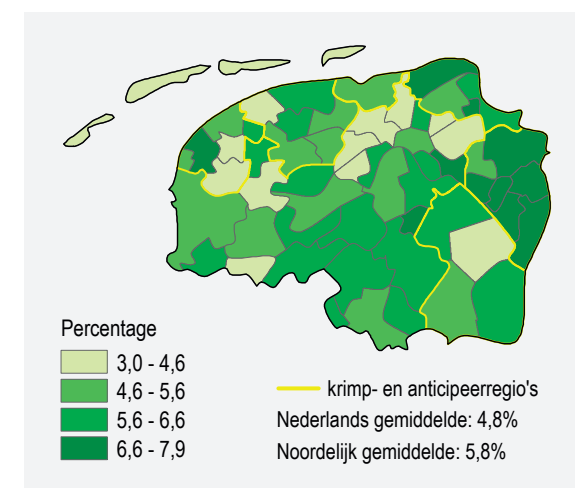 Percentage
3,0 - 4,6
4,6 - 5,6
5,6 - 6,6
6,6 - 7,9
krimp- en anticipeerregio's
Nederlands gemiddelde: 4,8%
Noordelijk gemiddelde: 5,8%